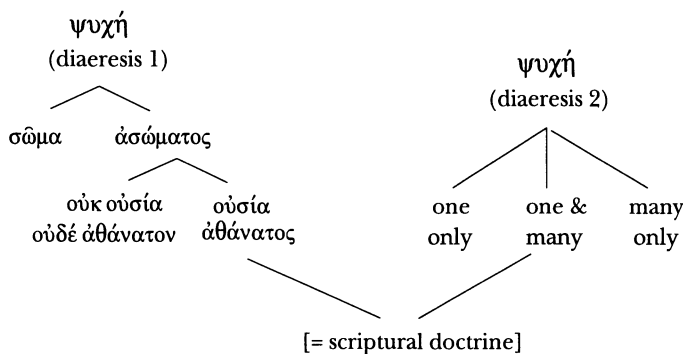 ψυχή
(diaeresis 1)
ψυχή
(diaeresis 2)
σῶμα ἀσώματος
οὐκ οὐσία οὐσία
οὐδέ ἀθάνατον ἀθάνατος
one one & many
only many only
[= scriptural doctrine]